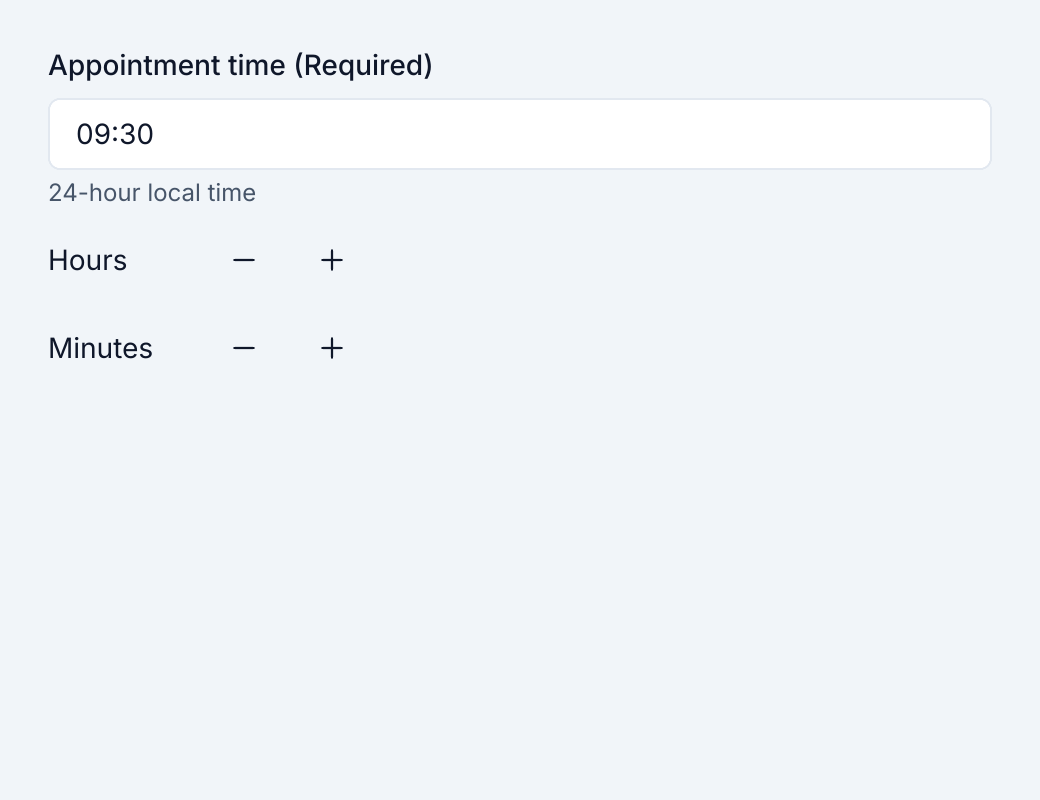 Appointment time (Required)
09:30
24-hour local time
Hours − +
Minutes − +